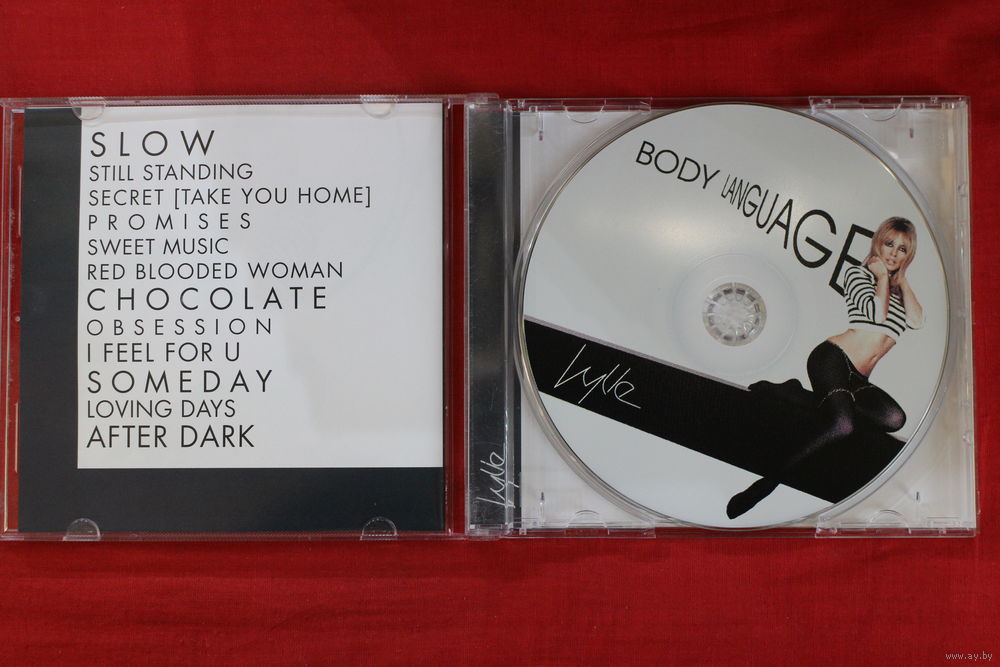 SLOW
STILL STANDING
SECRET [TAKE YOU HOME]
PROMISES
SWEET MUSIC
RED BLOODED WOMAN
CHOCOLATE
OBSESSION
I FEEL FOR U
SOMEDAY
LOVING DAYS
AFTER DARK
Kylie
BODY LANGUAGE
Kylie
www.ay.by